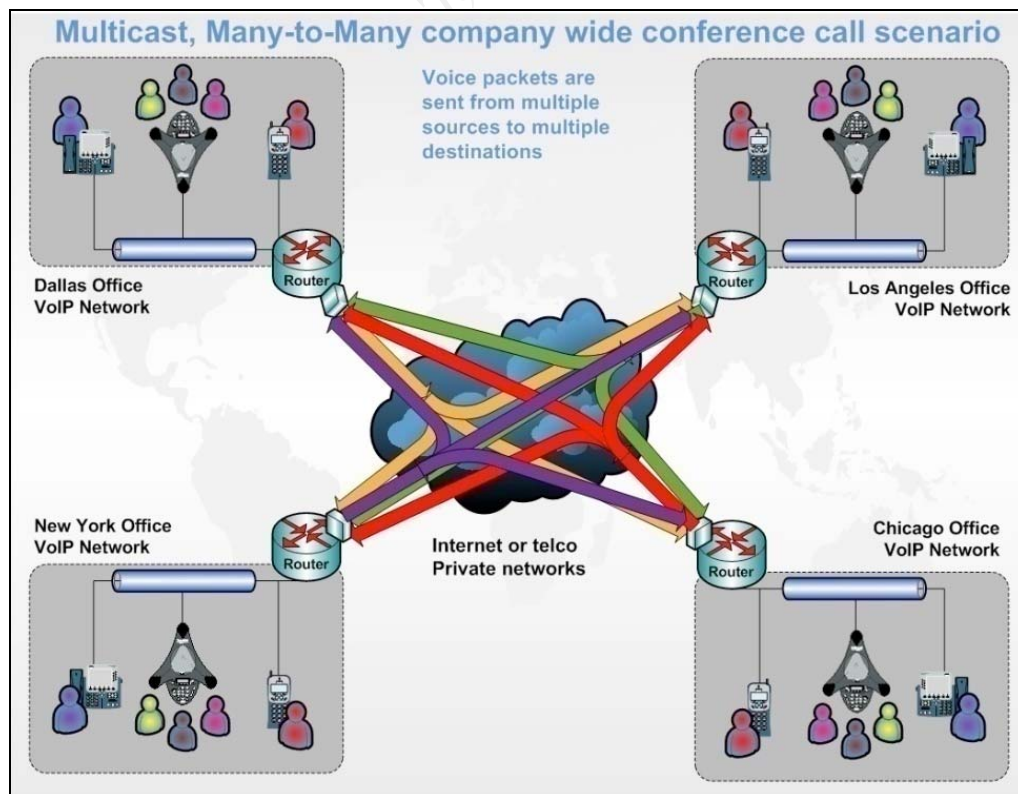 Multicast, Many-to-Many company wide conference call scenario
Voice packets are
sent from multiple
sources to multiple
destinations
Router
Dallas Office
VoIP Network
Router
Los Angeles Office
VoIP Network
New York Office
VoIP Network
Router
Internet or telco
Private networks
Chicago Office
VoIP Network
Router